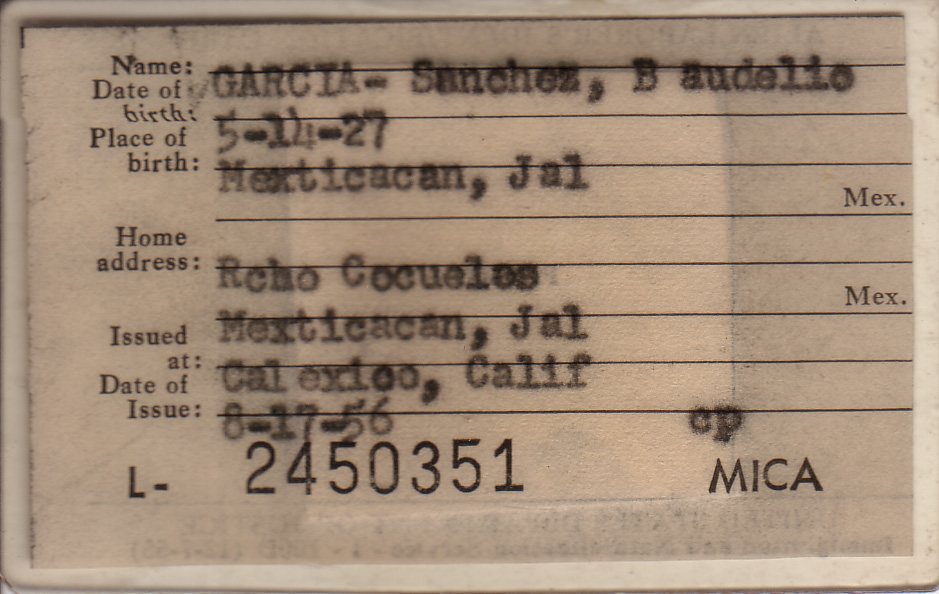 Name: GARCIA- Sanchez, B audelio
Date of birth: 5-14-27
Place of birth: Mexticacan, Jal
Mex.
Home address: Rcho Cocuelos
Mex.
Mexticacan, Jal
Issued at: Calexico, Calif
Date of Issue: 8-17-56 cp
L- 2450351 MICA